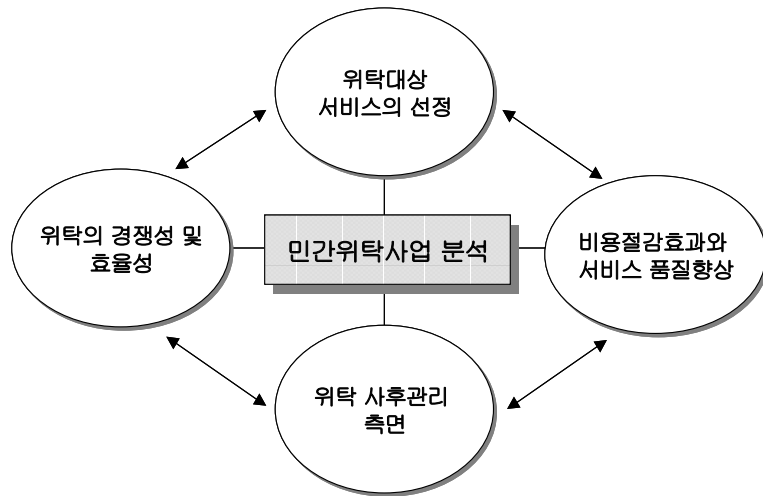 위탁대상
서비스의 선정
위탁의 경쟁성 및
효율성
민간위탁사업 분석
비용절감효과와
서비스 품질향상
위탁 사후관리
측면